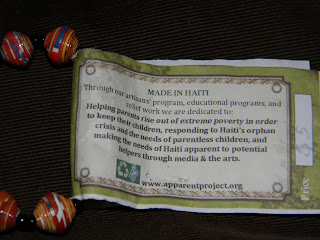 MADE IN HAITI
Through our artisans' program, educational programs, and
relief work we are dedicated to:
Helping parents rise out of extreme poverty in order
to keep their children, responding to Haiti's orphan
crisis and the needs of parentless children, and
making the needs of Haiti apparent to potential
helpers through media & the arts.
www.apparentproject.org
Price